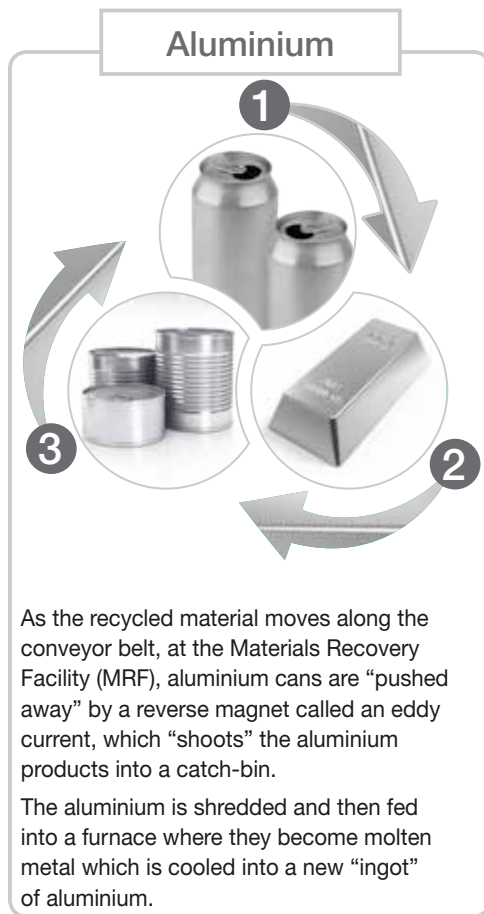 Aluminium
1
2
3
As the recycled material moves along the
conveyor belt, at the Materials Recovery
Facility (MRF), aluminium cans are “pushed
away” by a reverse magnet called an eddy
current, which “shoots” the aluminium
products into a catch-bin.
The aluminium is shredded and then fed
into a furnace where they become molten
metal which is cooled into a new “ingot”
of aluminium.